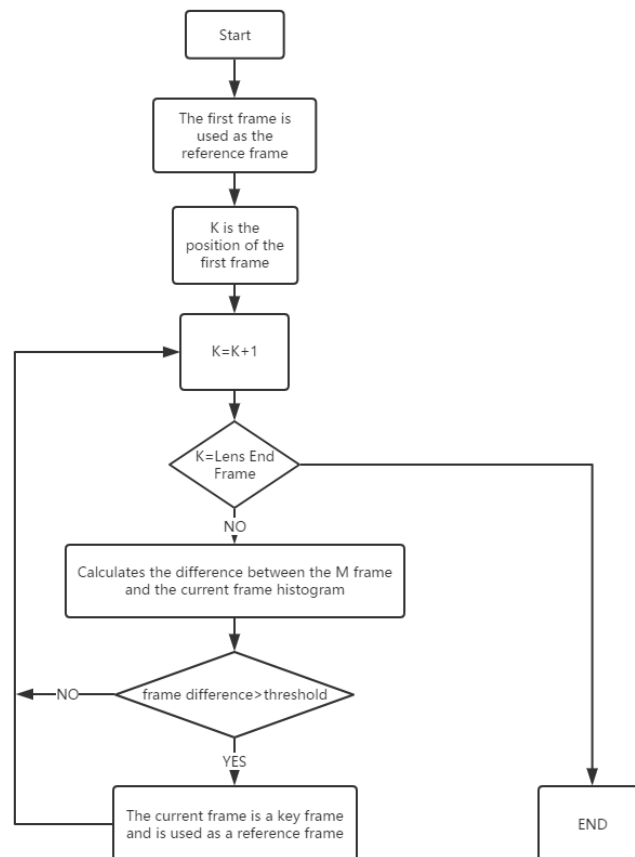 Start
The first frame is
used as the
reference frame
K is the
position of the
first frame
K=K+1
K=Lens End
Frame
NO
Calculates the difference between the M frame
and the current frame histogram
NO
frame difference>threshold
YES
The current frame is a key frame
and is used as a reference frame
END